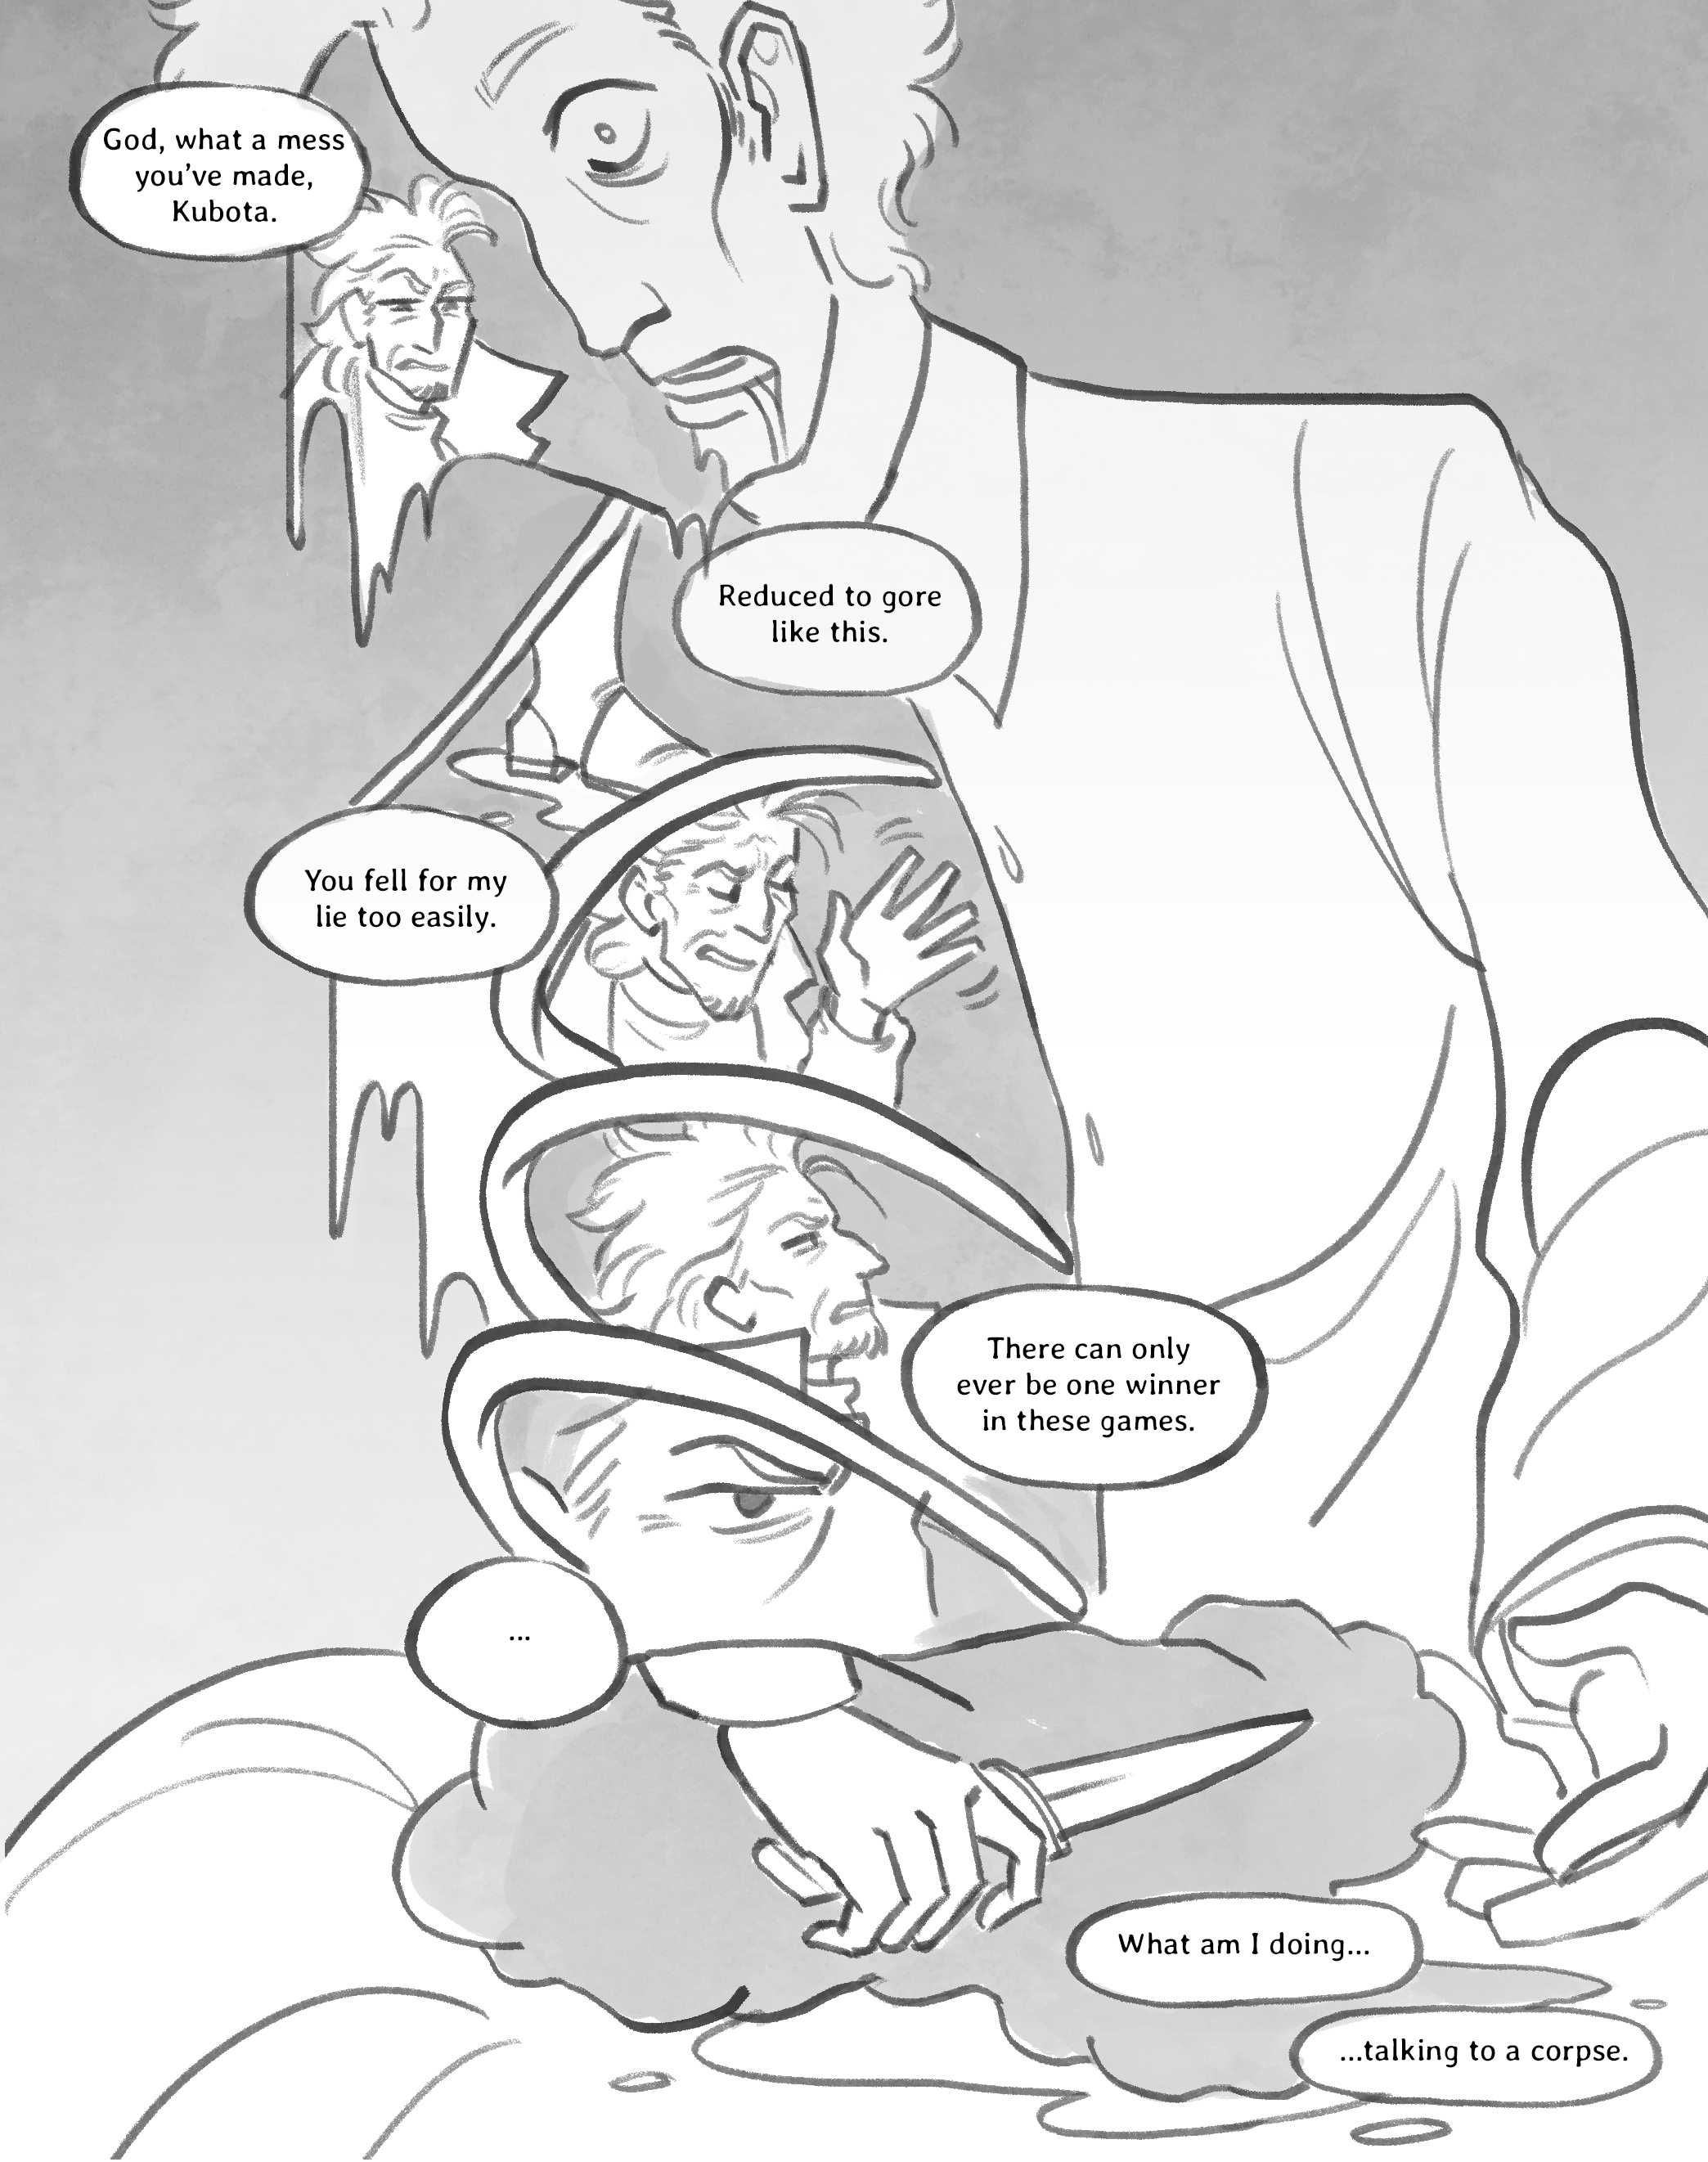 God, what a mess
you've made,
Kubota.
Reduced to gore
like this.
You fell for my
lie too easily.
There can only
ever be one winner
in these games.
...
What am I doing...
...talking to a corpse.